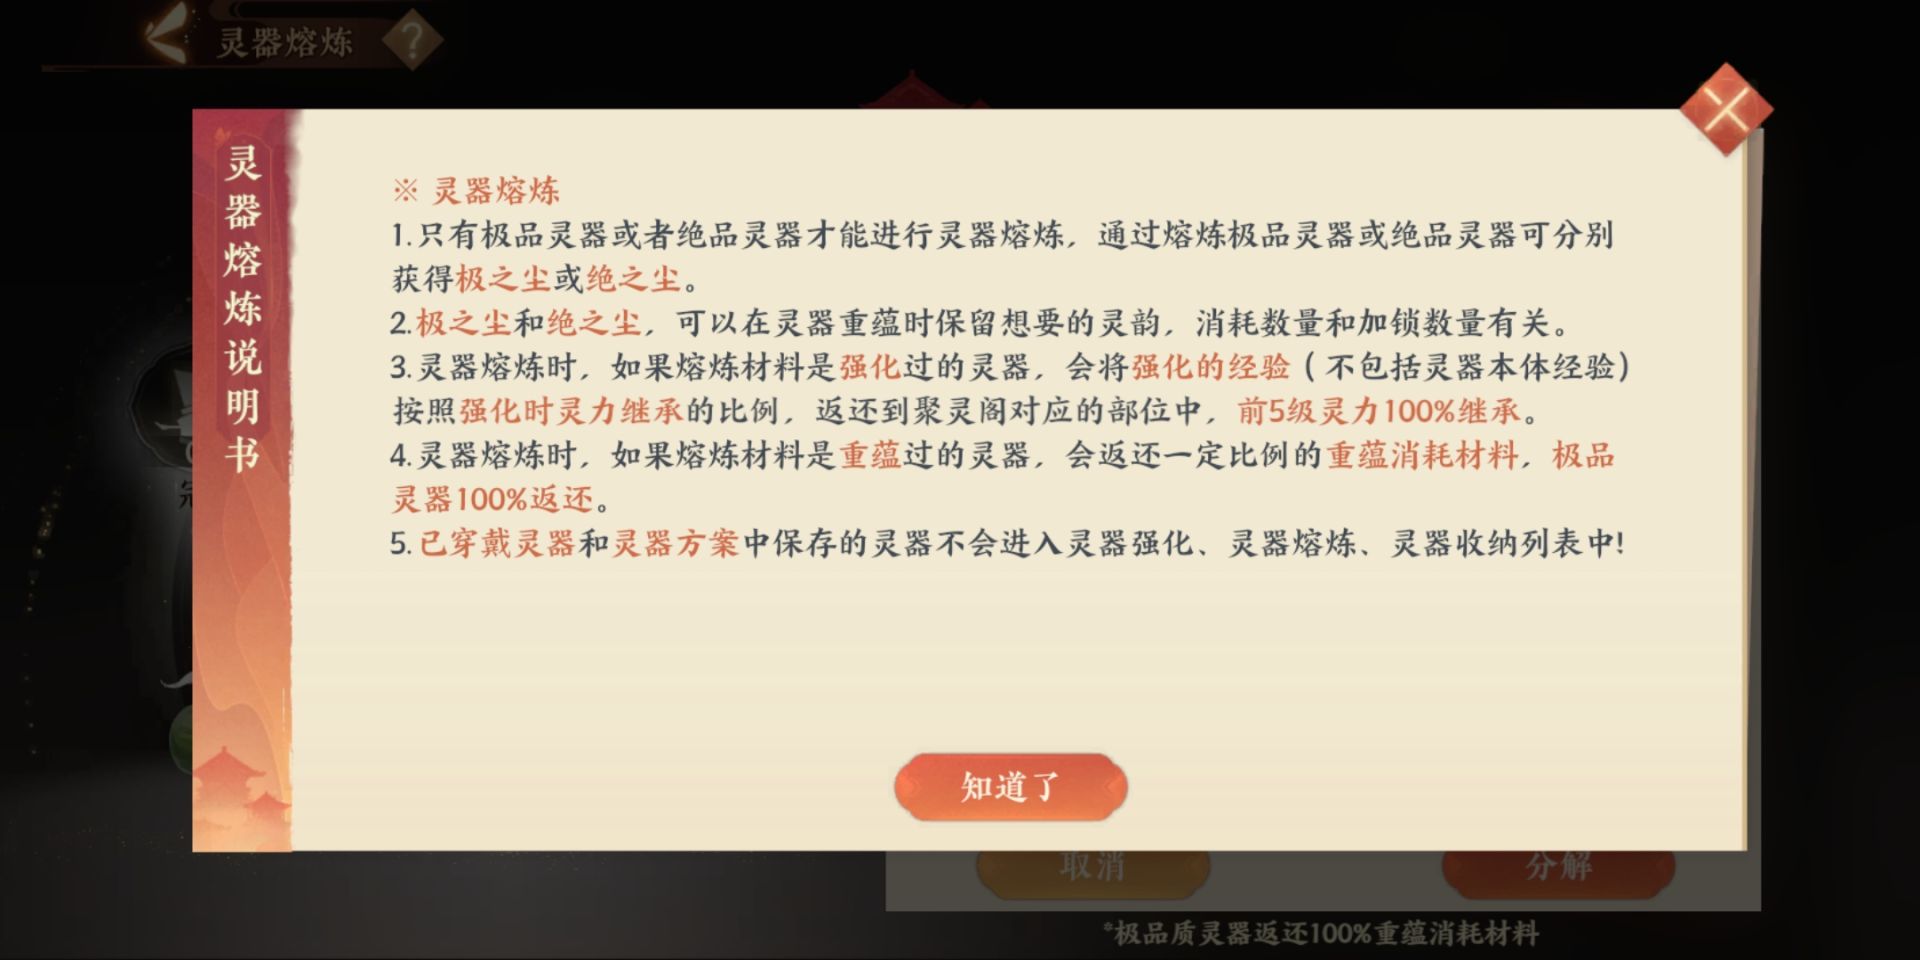 灵器熔炼
?
灵器熔炼说明书
※ 灵器熔炼
1.只有极品灵器或者绝品灵器才能进行灵器熔炼，通过熔炼极品灵器或绝品灵器可分别
获得极之尘或绝之尘。
2.极之尘和绝之尘，可以在灵器重蕴时保留想要的灵韵，消耗数量和加锁数量有关。
3.灵器熔炼时，如果熔炼材料是强化过的灵器，会将强化的经验（不包括灵器本体经验）
按照强化时灵力继承的比例，返还到聚灵阁对应的部位中，前5级灵力100%继承。
4.灵器熔炼时，如果熔炼材料是重蕴过的灵器，会返还一定比例的重蕴消耗材料，极品
灵器100%返还。
5.已穿戴灵器和灵器方案中保存的灵器不会进入灵器强化、灵器熔炼、灵器收纳列表中!
知道了
取消
分解
*极品质灵器返还100%重蕴消耗材料